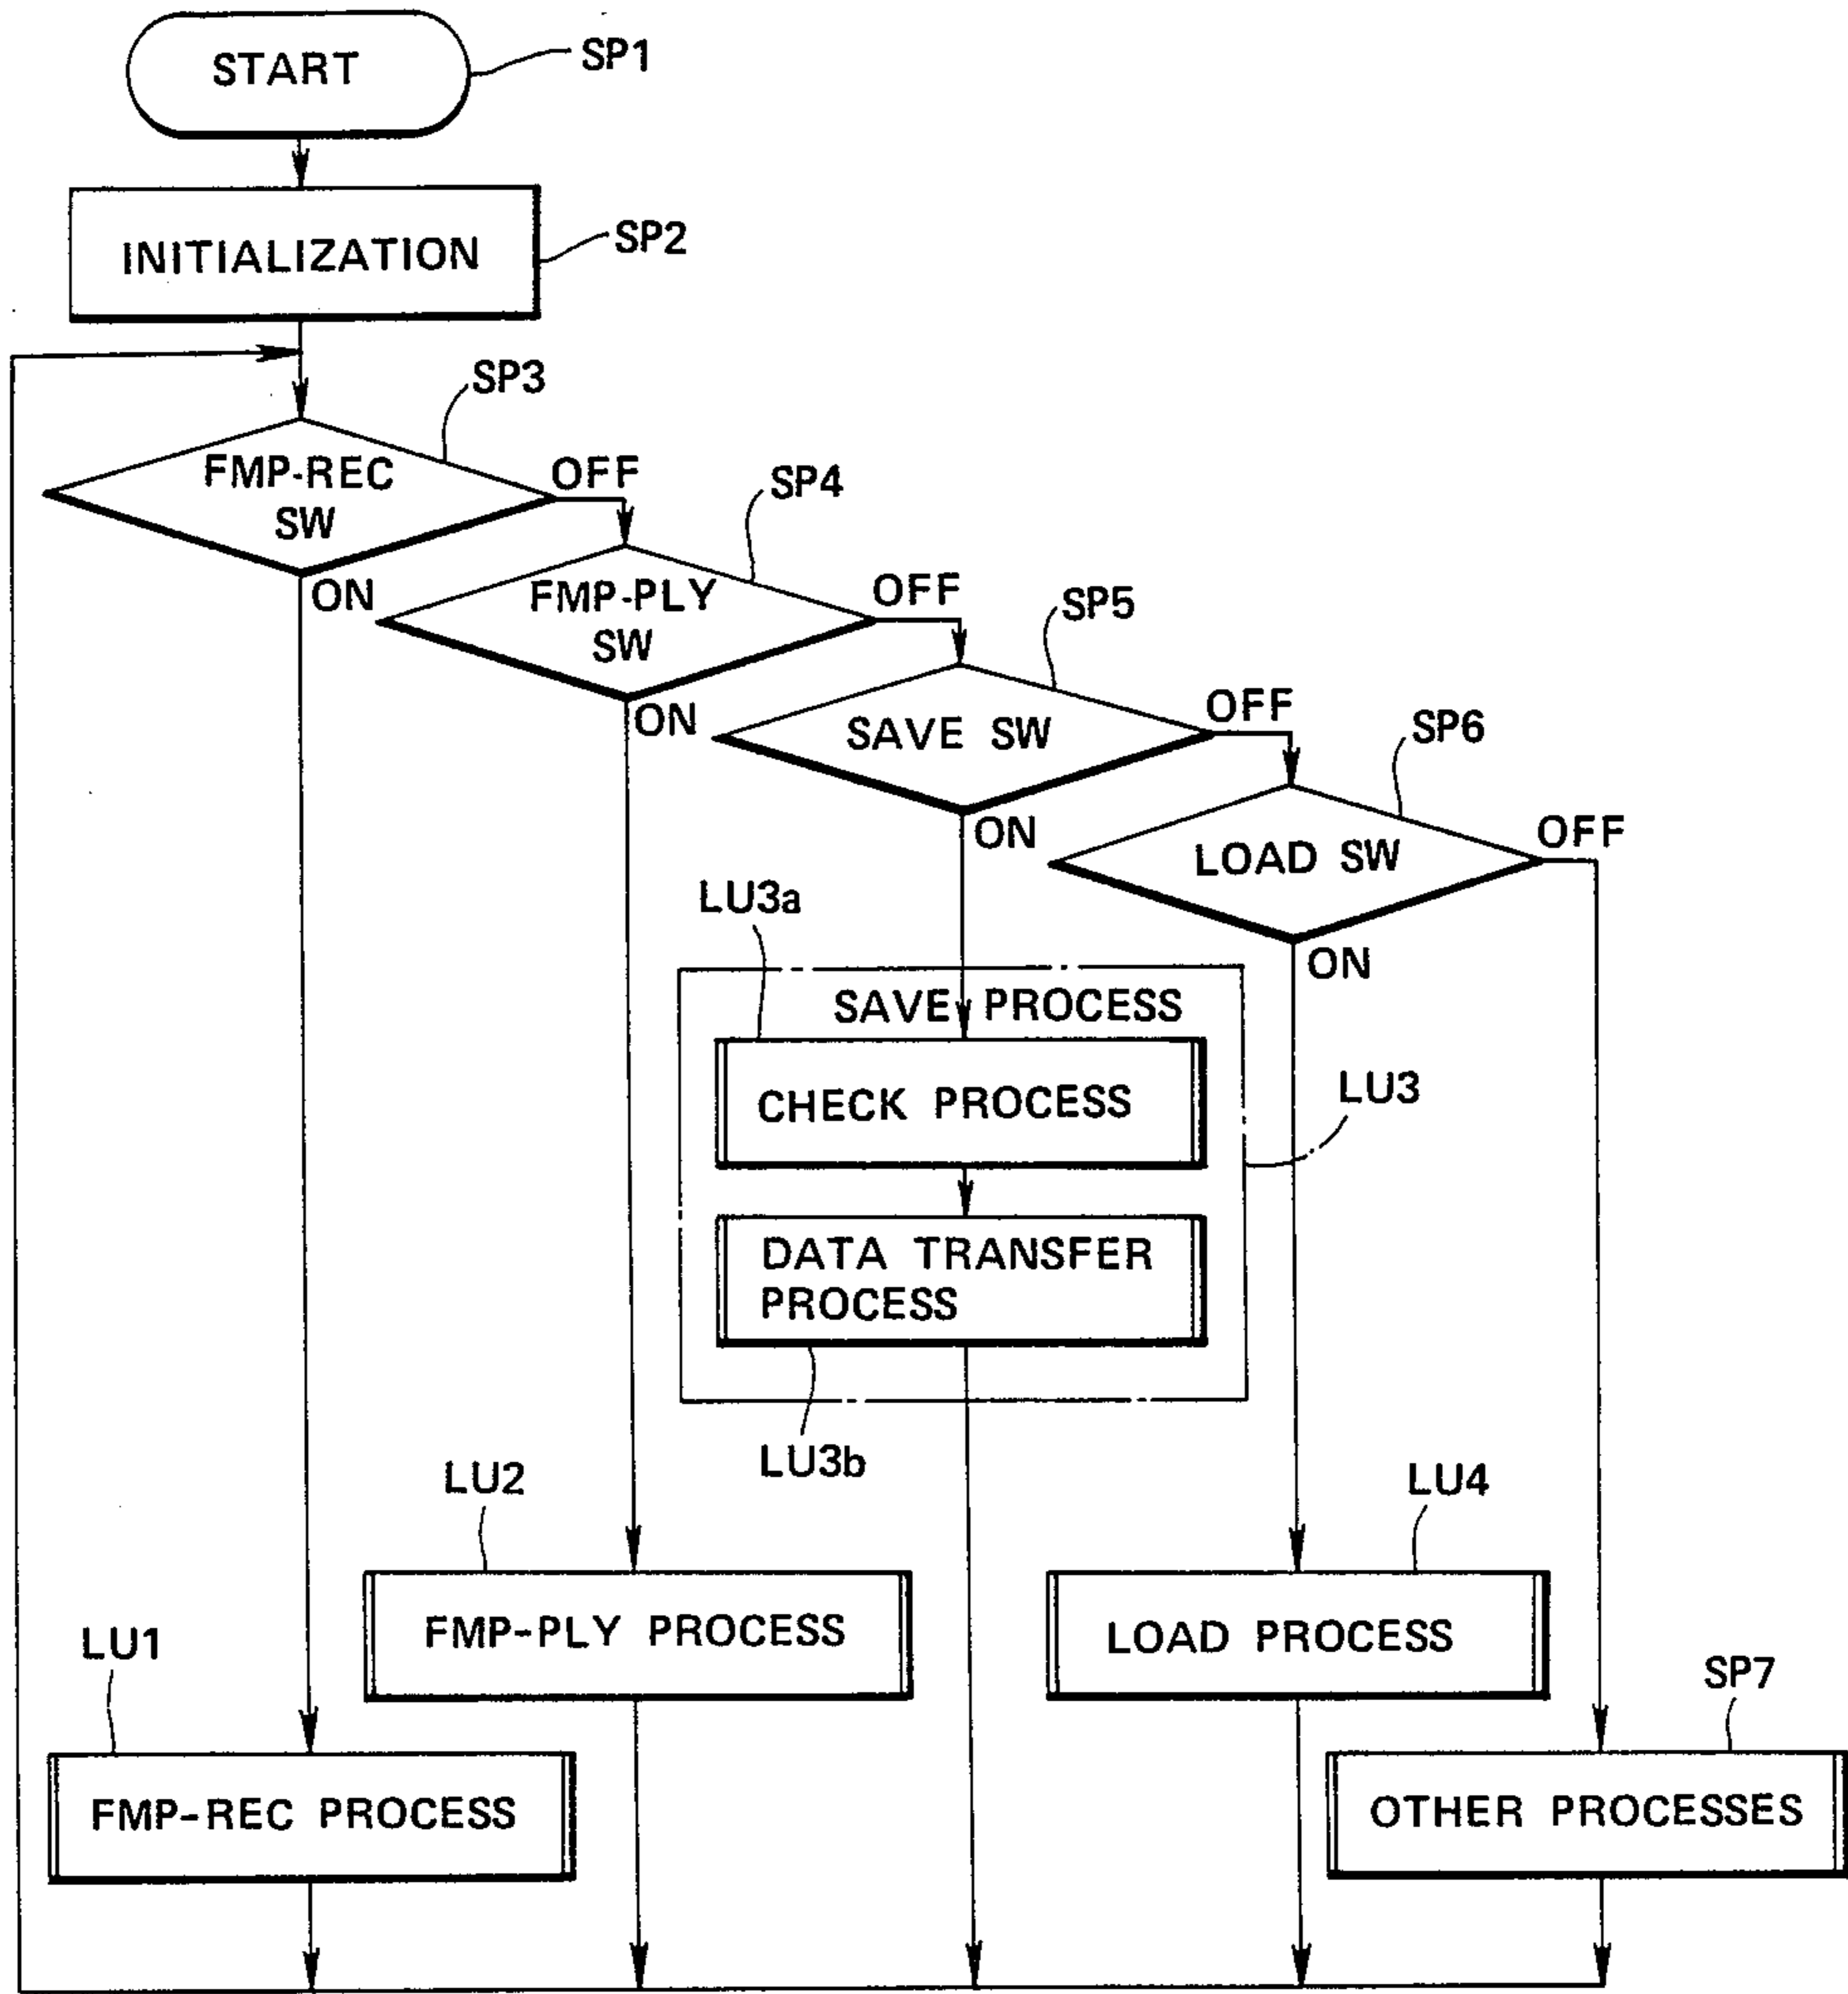 START
SP1
INITIALIZATION
SP2
SP3
FMP-REC
SW
OFF
ON
SP4
FMP-PLY
SW
OFF
ON
SP5
SAVE SW
OFF
ON
SP6
LOAD SW
OFF
ON
LU3a
SAVE PROCESS
CHECK PROCESS
LU3
DATA TRANSFER
PROCESS
LU3b
LU2
FMP-PLY PROCESS
LU4
LOAD PROCESS
LU1
FMP-REC PROCESS
SP7
OTHER PROCESSES